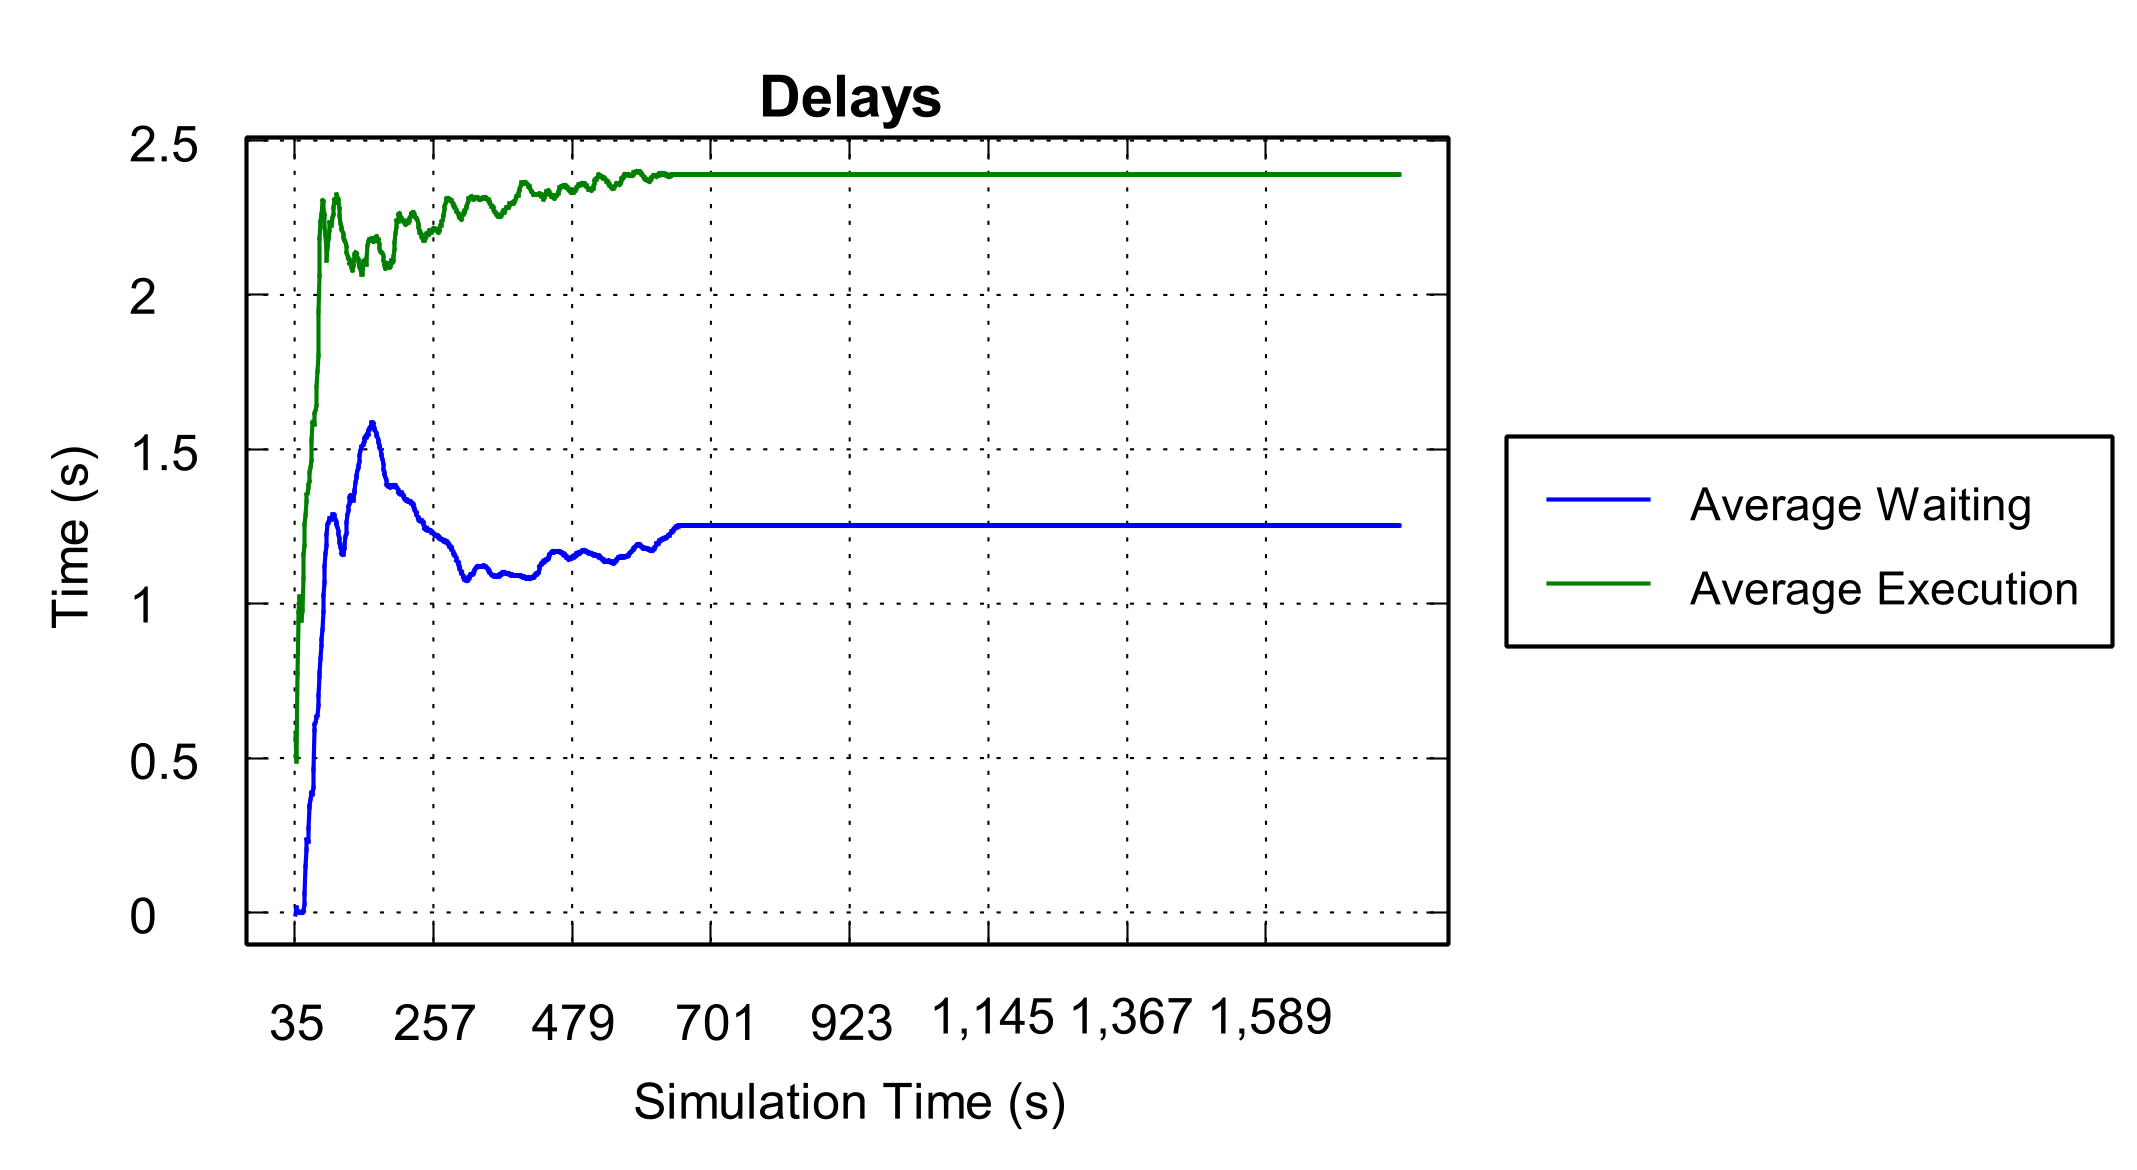 Delays
2.5
2
1.5
1
0.5
0
Time (s)
35 257 479 701 923 1,145 1,367 1,589
Simulation Time (s)
Average Waiting
Average Execution